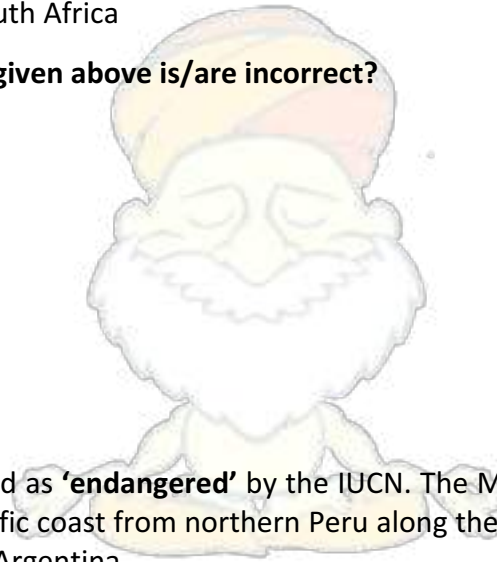 uth Africa
given above is/are incorrect?
d as ‘endangered’ by the IUCN. The M
fic coast from northern Peru along the
Argentina